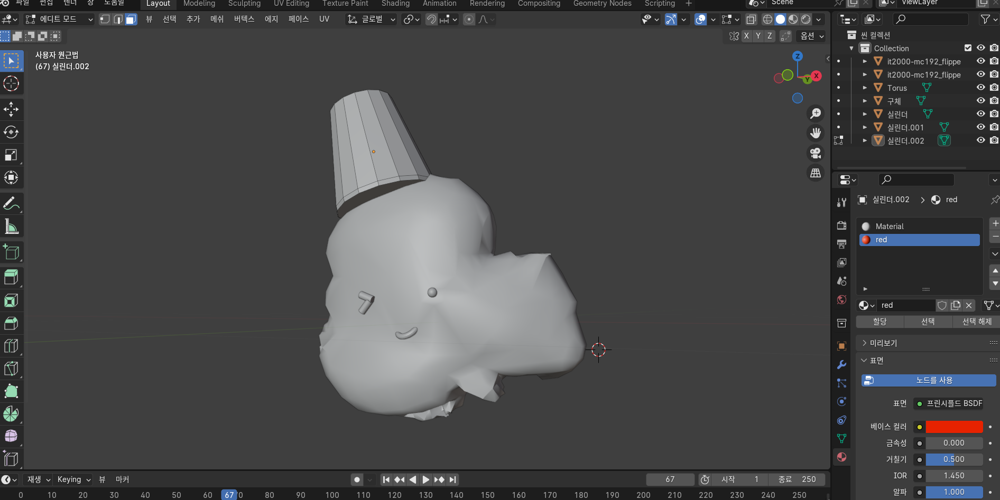 파일 편집 렌더 창 도움말 Layout Modeling Sculpting UV Editing Texture Paint Shading Animation Rendering Compositing Geometry Nodes Scripting + Scene ViewLayer
에디트 모드 뷰 선택 추가 메쉬 버텍스 에지 페이스 UV 글로벌
X Y Z 옵션
사용자 원근법
(67) 실린더.002
Z
X
Y
씬 컬렉션
Collection
it2000-mc192_flippe
it2000-mc192_flippe
Torus
구체
실린더
실린더.001
실린더.002
실린더.002 > red
Material
red
red
할당 선택 선택 해제
미리보기
표면
노드를 사용
표면 프린시플드 BSDF
베이스 컬러
금속성 0.000
거칠기 0.500
IOR 1.450
알파 1.000
재생 Keying 뷰 마커 67 시작 1 종료 250
0 10 20 30 40 50 60 67 70 80 90 100 110 120 130 140 150 160 170 180 190 200 210 220 230 240 250